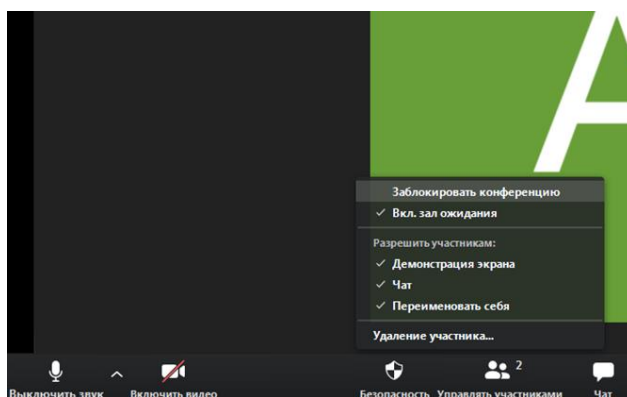 A
Заблокировать конференцию
Вкл. зал ожидания
Разрешить участникам:
Демонстрация экрана
Чат
Переименовать себя
Удаление участника...
2
Выключить звук Включить видео Безопасность Управлять участниками Чат